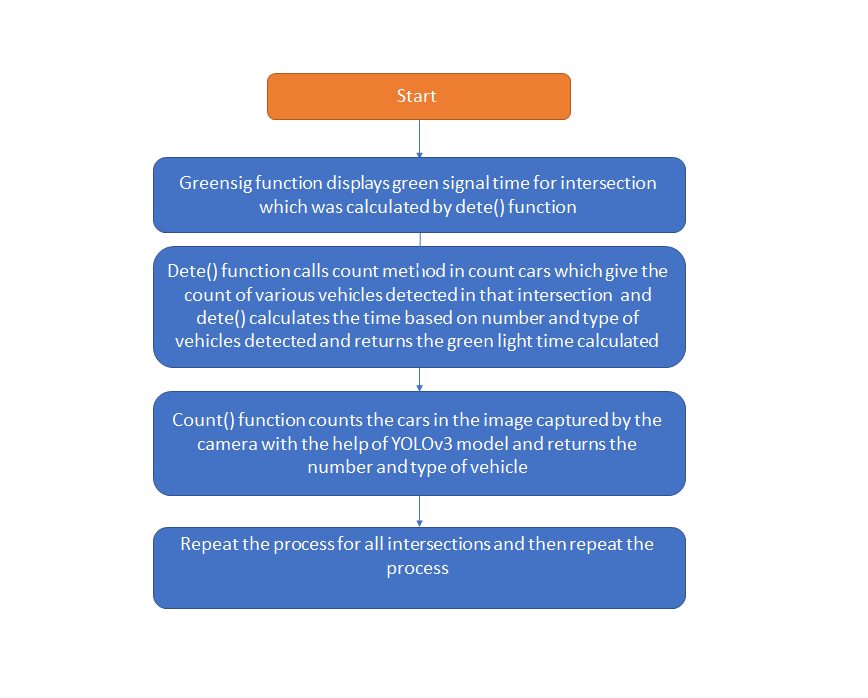 Start
Greensig function displays green signal time for intersection
which was calculated by dete() function
Dete() function calls count method in count cars which give the
count of various vehicles detected in that intersection and
dete() calculates the time based on number and type of
vehicles detected and returns the green light time calculated
Count() function counts the cars in the image captured by the
camera with the help of YOLOv3 model and returns the
number and type of vehicle
Repeat the process for all intersections and then repeat the
process